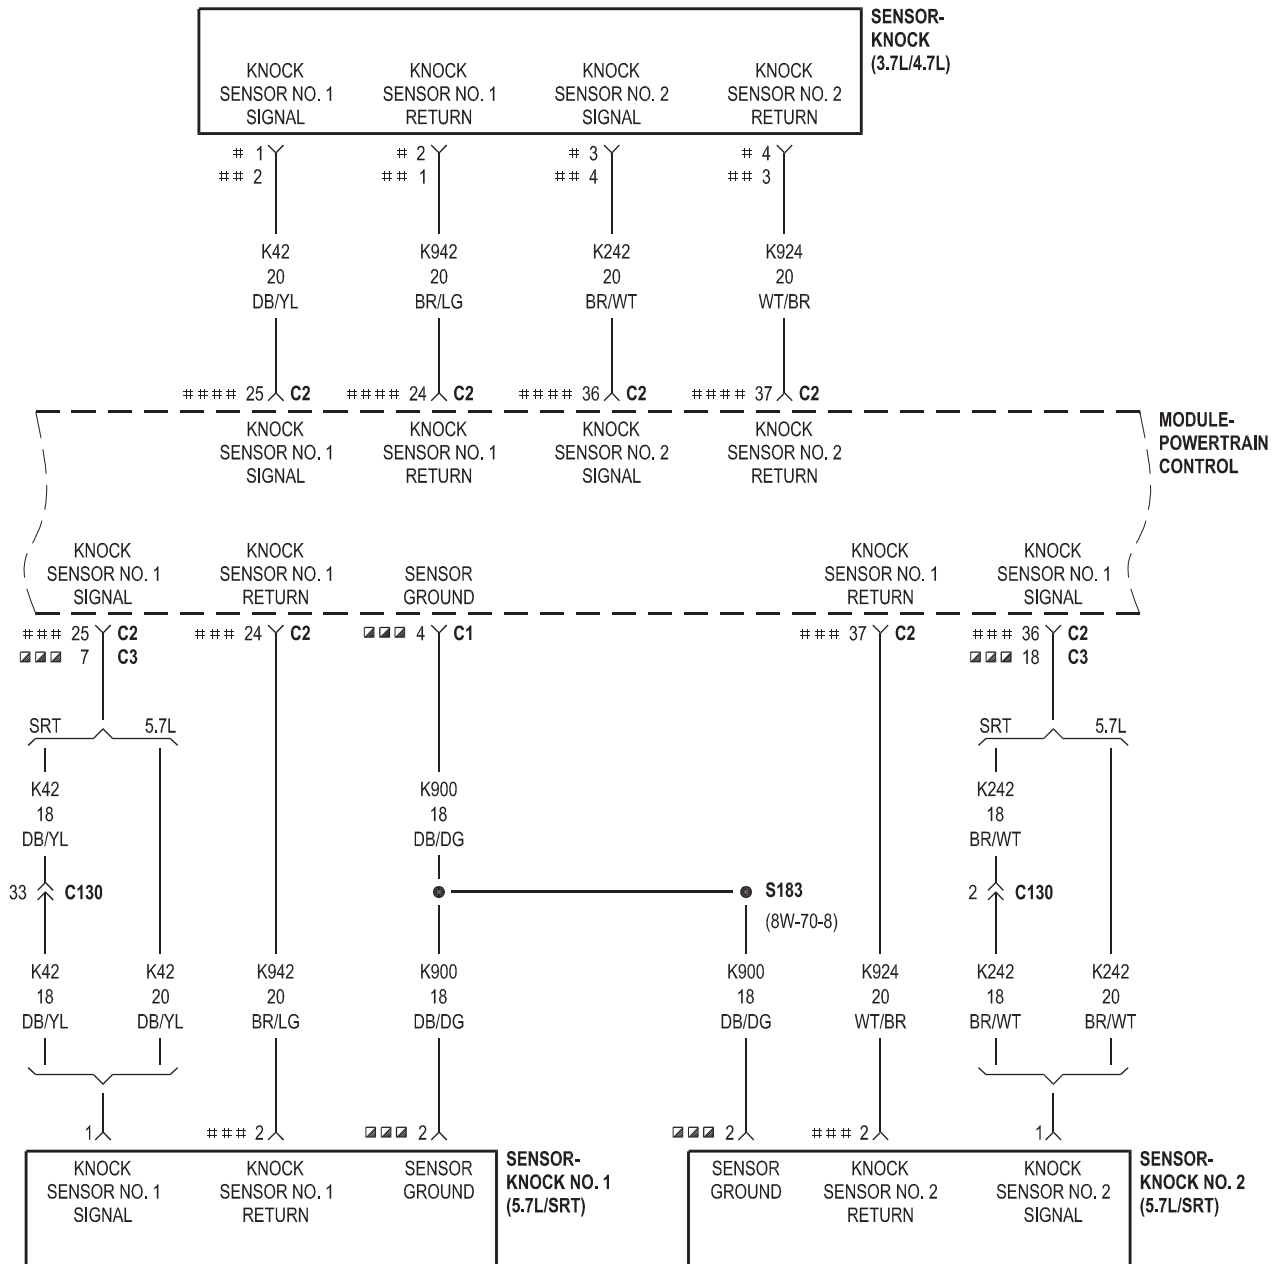 SENSOR-
KNOCK
(3.7L/4.7L)
KNOCK KNOCK KNOCK KNOCK
SENSOR NO. 1 SENSOR NO. 1 SENSOR NO. 2 SENSOR NO. 2
SIGNAL RETURN SIGNAL RETURN
# 1 # 2 # 3 # 4
## 2 ## 1 ## 4 ## 3
K42 K942 K242 K924
20 20 20 20
DB/YL BR/LG BR/WT WT/BR
#### 25 C2 #### 24 C2 #### 36 C2 #### 37 C2
MODULE-
POWERTRAIN
CONTROL
KNOCK KNOCK KNOCK KNOCK
SENSOR NO. 1 SENSOR NO. 1 SENSOR NO. 2 SENSOR NO. 2
SIGNAL RETURN SIGNAL RETURN
KNOCK KNOCK KNOCK KNOCK
SENSOR NO. 1 SENSOR NO. 1 SENSOR SENSOR NO. 1 SENSOR NO. 1
SIGNAL RETURN GROUND RETURN SIGNAL
### 25 C2 ### 24 C2 4 C1 ### 37 C2 ### 36 C2
7 C3 18 C3
SRT 5.7L SRT 5.7L
K42 K900 K242
18 18 18
DB/YL DB/DG BR/WT
33 C130 S183 2 C130
(8W-70-8)
K42 K42 K942 K900 K900 K924 K242 K242
18 20 20 18 18 20 18 20
DB/YL DB/YL BR/LG DB/DG DB/DG WT/BR BR/WT BR/WT
1 ### 2 2 2 ### 2 1
KNOCK KNOCK SENSOR
SENSOR NO. 1 SENSOR NO. 1 GROUND
SIGNAL RETURN
SENSOR-
KNOCK NO. 1
(5.7L/SRT)
SENSOR KNOCK KNOCK
GROUND SENSOR NO. 2 SENSOR NO. 2
RETURN SIGNAL
SENSOR-
KNOCK NO. 2
(5.7L/SRT)